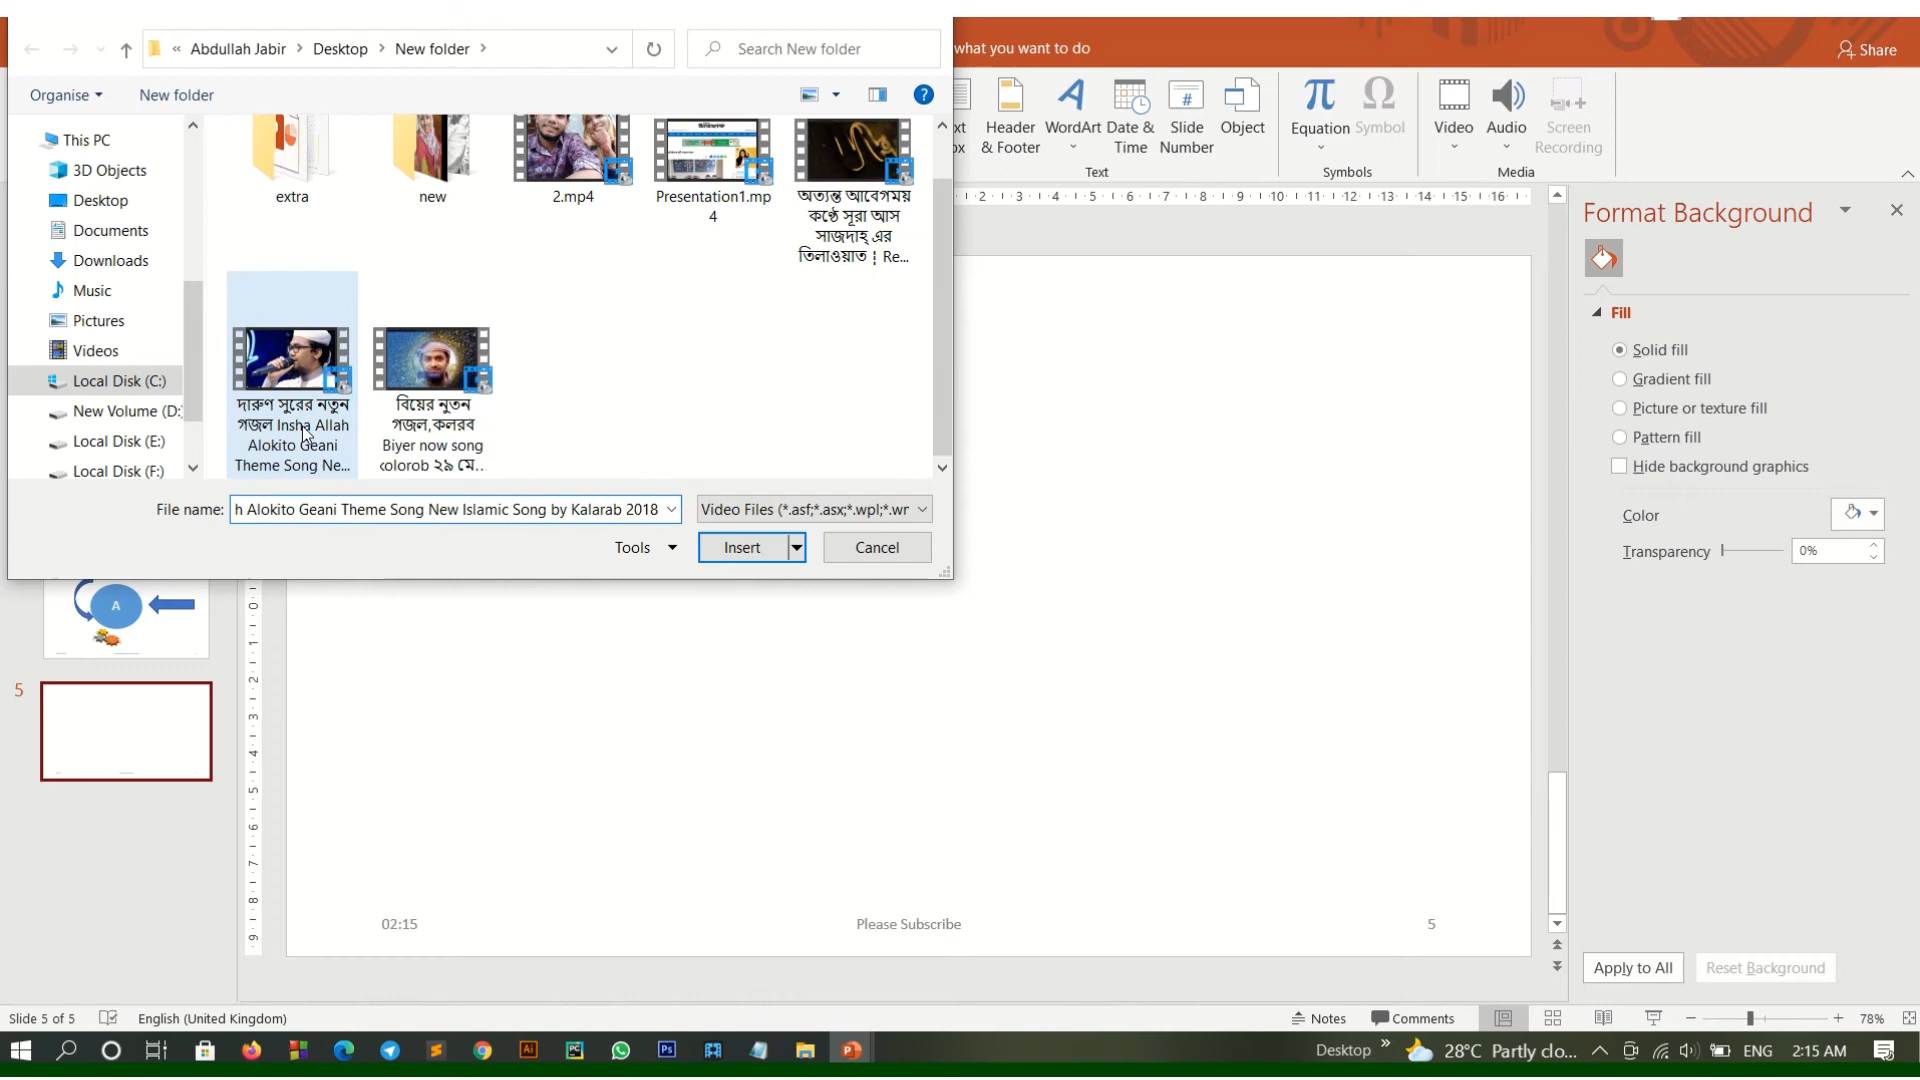 « Abdullah Jabir > Desktop > New folder >
Search New folder
what you want to do
Share
Organise
New folder
Header & Footer
WordArt
Date & Time
Slide Number
Object
Equation
Symbol
Video
Audio
Screen Recording
Text
Symbols
Media
This PC
3D Objects
Desktop
Documents
Downloads
Music
Pictures
Videos
Local Disk (C:)
New Volume (D:
Local Disk (E:)
Local Disk (F:)
extra
new
2.mp4
Presentation1.mp
4
অত্যন্ত আবেগময়
কণ্ঠে সূরা আস
সাজদাহ্ এর
তিলাওয়াত ¦ Re...
দারুণ সুরের নতুন
গজল Insha Allah
Alokito Geani
Theme Song Ne...
বিয়ের নুতন
গজল,কলরব
Biyer now song
কolorob ২৯ মে..
File name:
h Alokito Geani Theme Song New Islamic Song by Kalarab 2018
Video Files (*.asf;*.asx;*.wpl;*.wr
Tools
Insert
Cancel
Format Background
Fill
Solid fill
Gradient fill
Picture or texture fill
Pattern fill
Hide background graphics
Color
Transparency
0%
A
5
02:15
Please Subscribe
5
Apply to All
Reset Background
Slide 5 of 5
English (United Kingdom)
Notes
Comments
78%
Desktop
28°C Partly clo...
ENG
2:15 AM